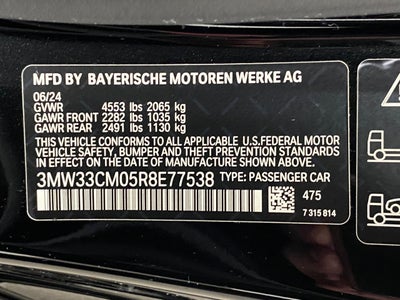 MFD BY BAYERISCHE MOTOREN WERKE AG
06/24
GVWR 4553 lbs 2065 kg
GAWR FRONT 2282 lbs 1035 kg
GAWR REAR 2491 lbs 1130 kg
THIS VEHICLE CONFORMS TO ALL APPLICABLE U.S.FEDERAL MOTOR
VEHICLE SAFETY, BUMPER AND THEFT PREVENTION STANDARDS
IN EFFECT ON THE DATE OF MANUFACTURE SHOWN ABOVE.
3MW33CM05R8E77538 TYPE: PASSENGER CAR
475
7 315 814